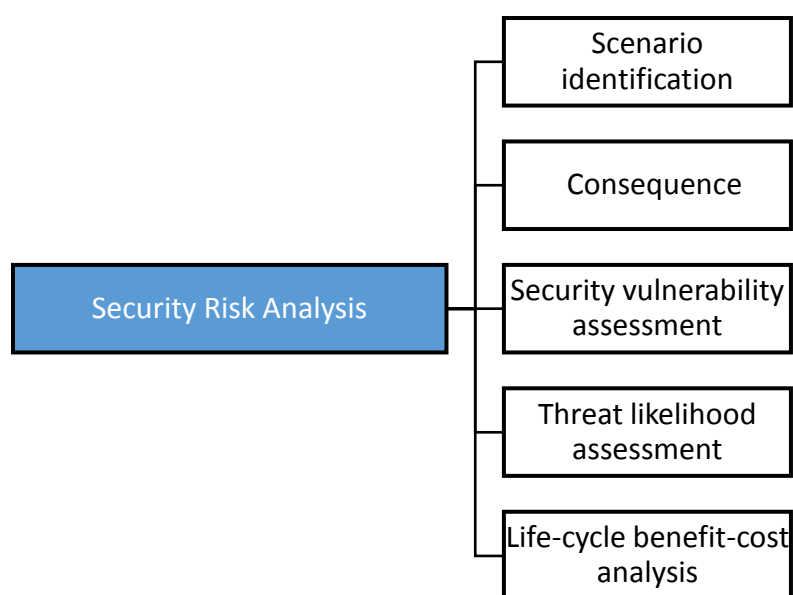 Scenario
identification
Consequence
Security Risk Analysis
Security vulnerability
assessment
Threat likelihood
assessment
Life-cycle benefit-cost
analysis